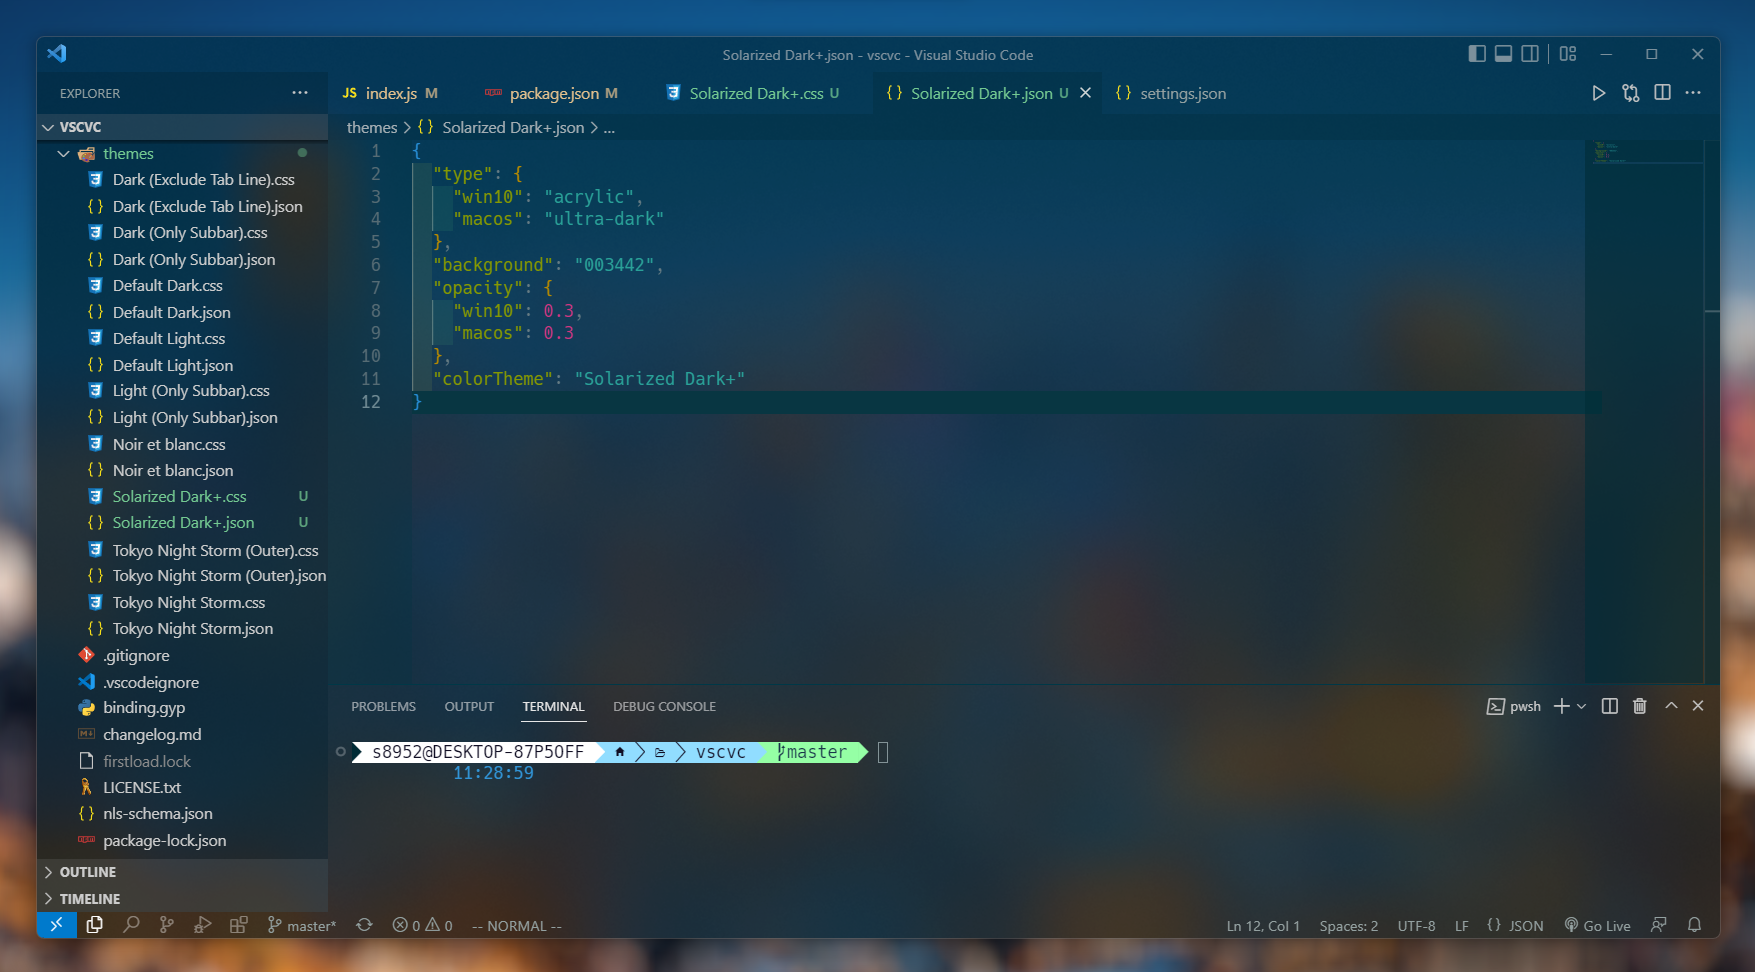 Solarized Dark+.json - vscvc - Visual Studio Code
EXPLORER
VSCVC
themes
Dark (Exclude Tab Line).css
Dark (Exclude Tab Line).json
Dark (Only Subbar).css
Dark (Only Subbar).json
Default Dark.css
Default Dark.json
Default Light.css
Default Light.json
Light (Only Subbar).css
Light (Only Subbar).json
Noir et blanc.css
Noir et blanc.json
Solarized Dark+.css U
Solarized Dark+.json U
Tokyo Night Storm (Outer).css
Tokyo Night Storm (Outer).json
Tokyo Night Storm.css
Tokyo Night Storm.json
.gitignore
.vscodeignore
binding.gyp
changelog.md
firstload.lock
LICENSE.txt
nls-schema.json
package-lock.json
OUTLINE
TIMELINE
JS index.js M package.json M Solarized Dark+.css U {} Solarized Dark+.json U {} settings.json
themes > {} Solarized Dark+.json > ...
1 {
2 "type": {
3 "win10": "acrylic",
4 "macos": "ultra-dark"
5 },
6 "background": "003442",
7 "opacity": {
8 "win10": 0.3,
9 "macos": 0.3
10 },
11 "colorTheme": "Solarized Dark+"
12 }
PROBLEMS OUTPUT TERMINAL DEBUG CONSOLE pwsh
s8952@DESKTOP-87P5OFF vscvc master
11:28:59
master* 0 0 -- NORMAL -- Ln 12, Col 1 Spaces: 2 UTF-8 LF {} JSON Go Live